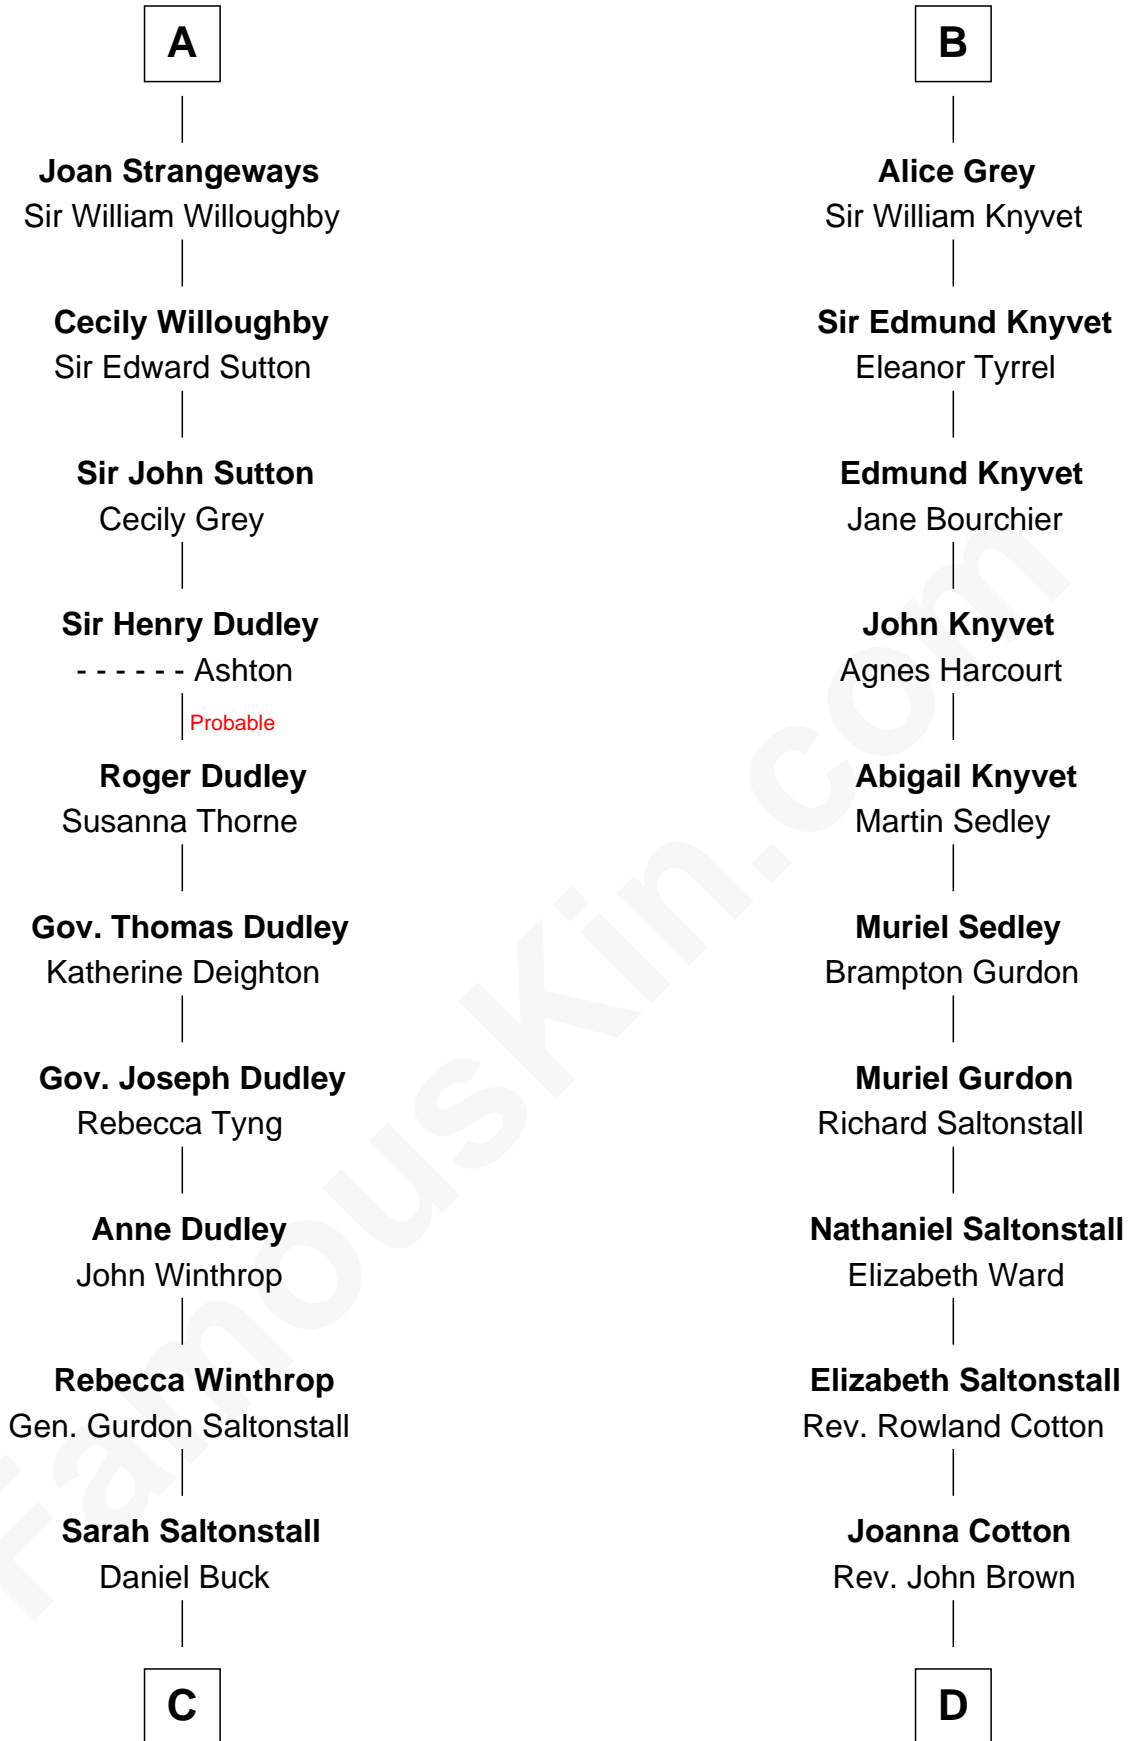 A
Joan Strangeways
Sir William Willoughby
Cecily Willoughby
Sir Edward Sutton
Sir John Sutton
Cecily Grey
Sir Henry Dudley
- - - - - - Ashton
Probable
Roger Dudley
Susanna Thorne
Gov. Thomas Dudley
Katherine Deighton
Gov. Joseph Dudley
Rebecca Tyng
Anne Dudley
John Winthrop
Rebecca Winthrop
Gen. Gurdon Saltonstall
Sarah Saltonstall
Daniel Buck
C
B
Alice Grey
Sir William Knyvet
Sir Edmund Knyvet
Eleanor Tyrrel
Edmund Knyvet
Jane Bourchier
John Knyvet
Agnes Harcourt
Abigail Knyvet
Martin Sedley
Muriel Sedley
Brampton Gurdon
Muriel Gurdon
Richard Saltonstall
Nathaniel Saltonstall
Elizabeth Ward
Elizabeth Saltonstall
Rev. Rowland Cotton
Joanna Cotton
Rev. John Brown
D
FamousKin.com